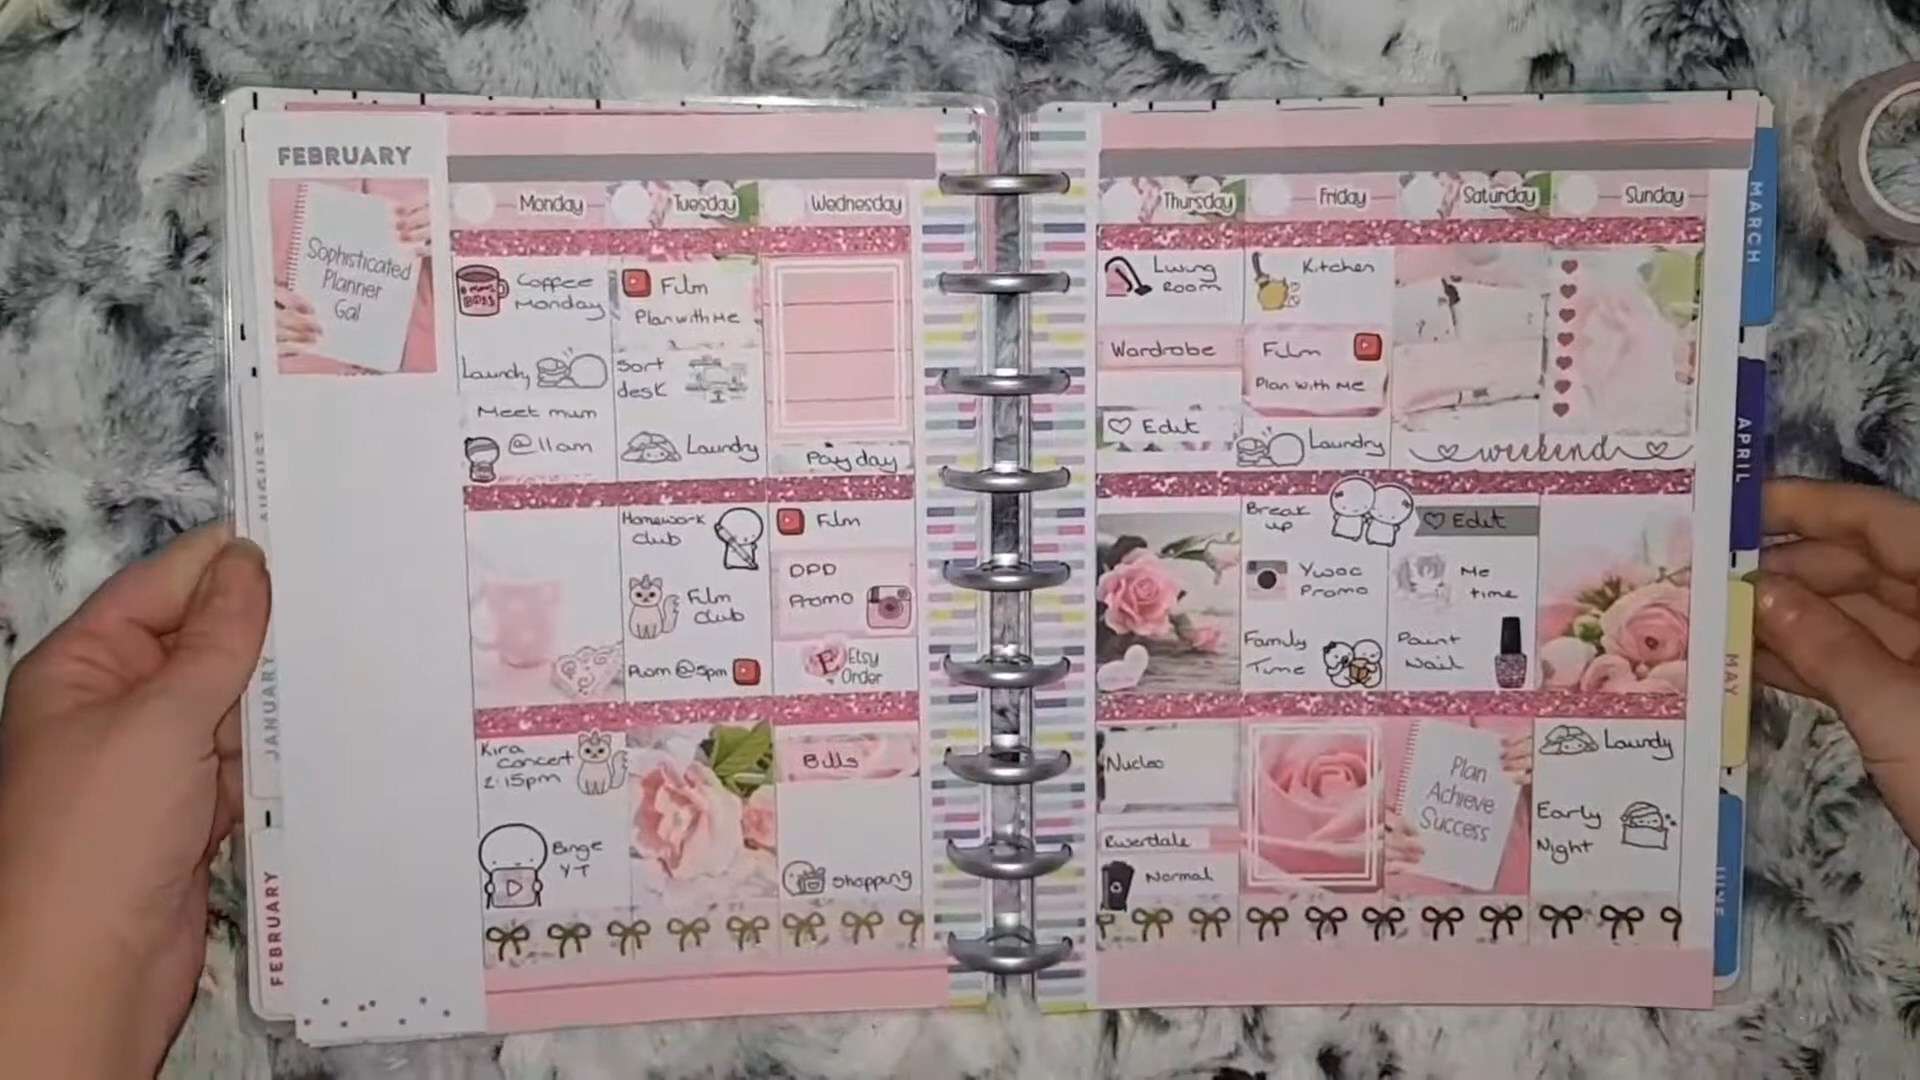 FEBRUARY
Sophisticated
Planner
Gal
Monday
Tuesday
Wednesday
Coffee
Monday
Laundry
Meet mum
@11am
Film
Plan with Me
Sort
desk
Laundry
Pay day
Homework
club
Film
club
@5pm
Film
DPD
Promo
Etsy
Order
Kira
concert
2:15pm
Binge
YT
Bills
Shopping
Thursday
Friday
Saturday
Sunday
Living
Room
Wardrobe
Edit
Kitchen
Film
Plan with Me
Laundry
weekend
Break
up
Ywoc
Promo
Family
Time
Edit
Me
time
Paint
Nail
Nucleo
Riverdale
Normal
Plan
Achieve
Success
Laundy
Early
Night
AUGUST
JANUARY
FEBRUARY
MARCH
APRIL
MAY
JUNE